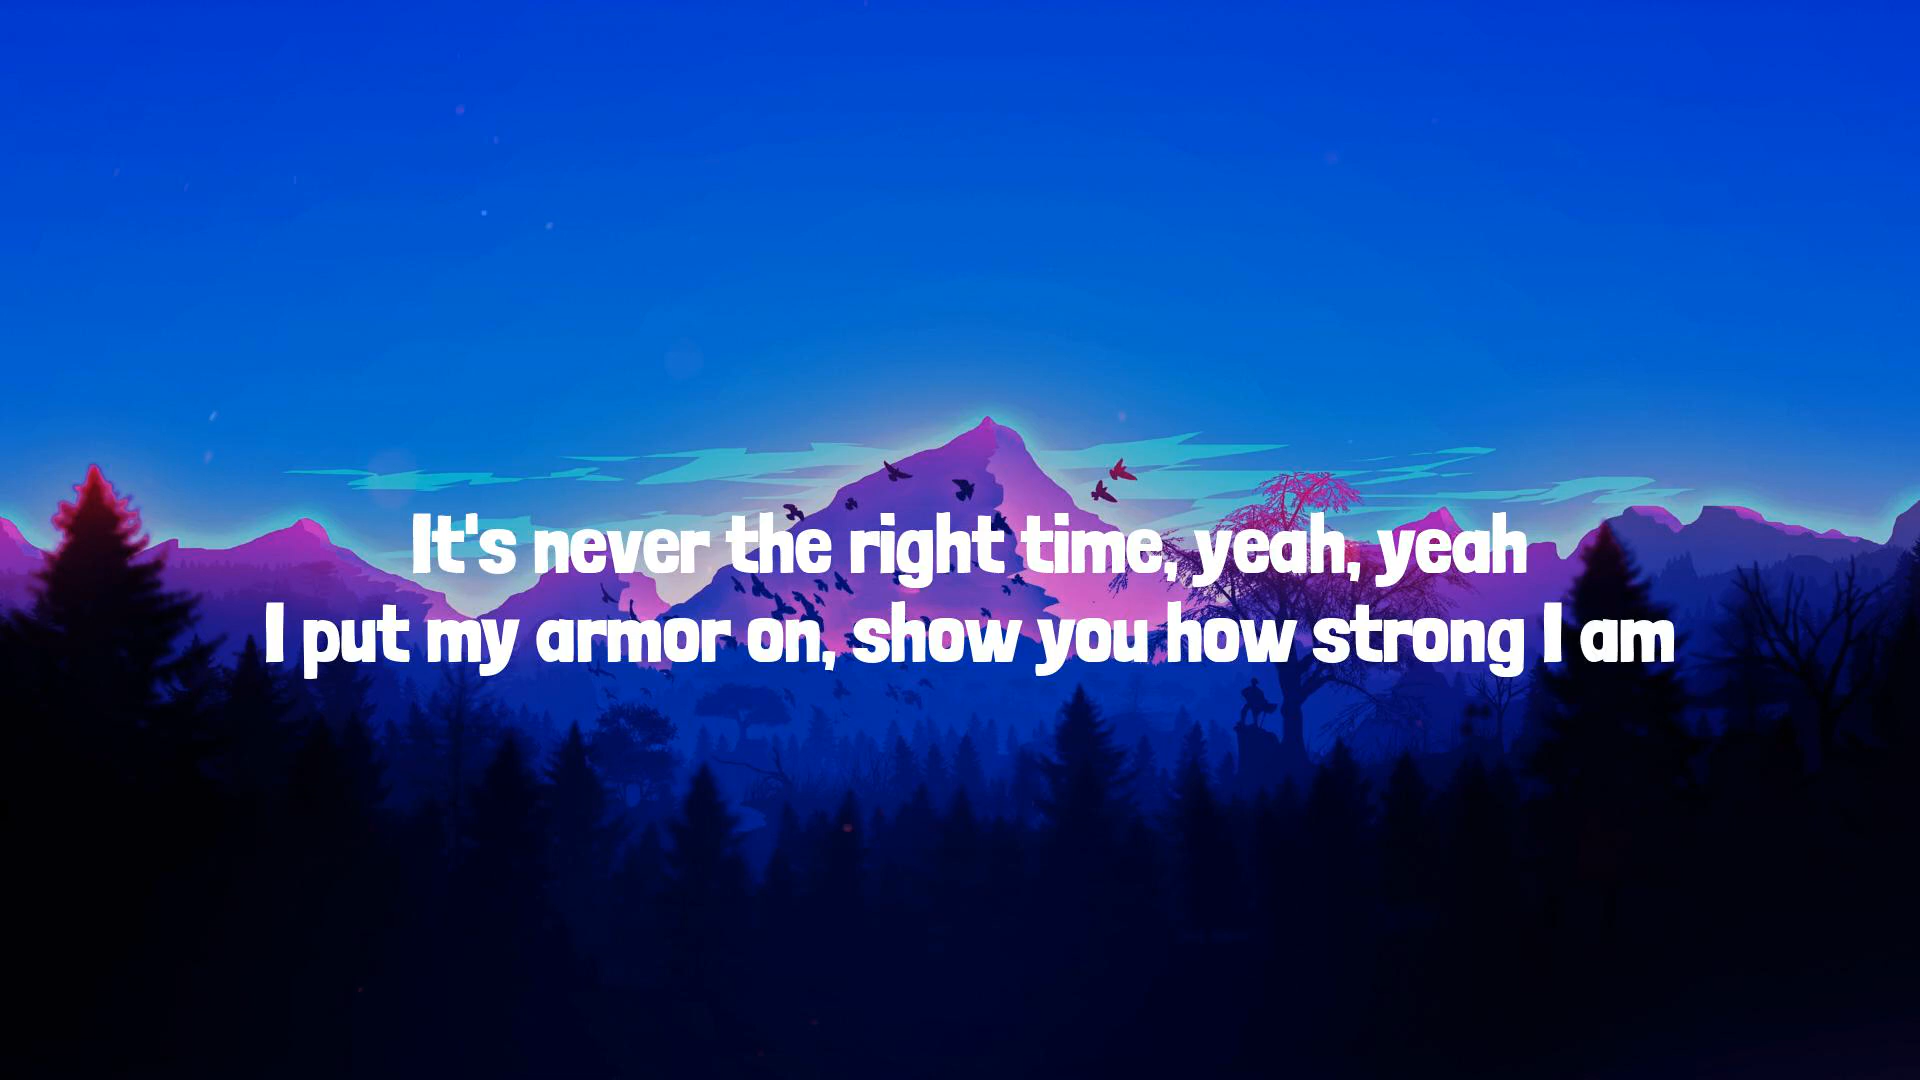 It's never the right time, yeah, yeah
I put my armor on, show you how strong I am